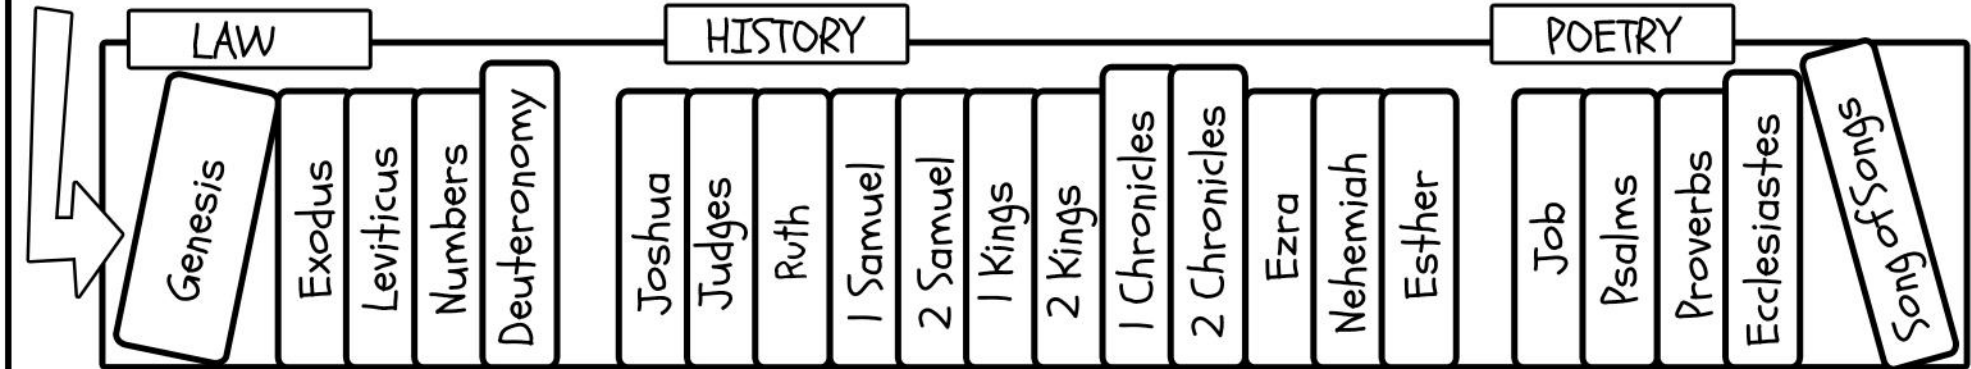 LAW
HISTORY
POETRY
Genesis
Exodus
Leviticus
Numbers
Deuteronomy
Joshua
Judges
Ruth
1 Samuel
2 Samuel
1 Kings
2 Kings
1 Chronicles
2 Chronicles
Ezra
Nehemiah
Esther
Job
Psalms
Proverbs
Ecclesiastes
Song of Songs